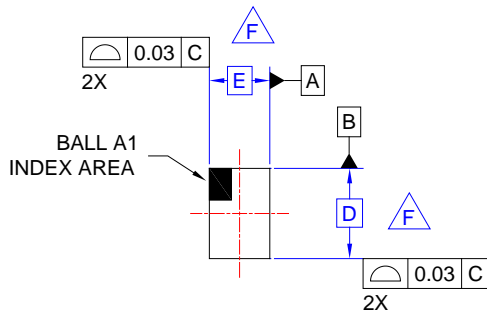 F
0.03 C
2X
E
A
B
BALL A1
INDEX AREA
D
F
0.03 C
2X